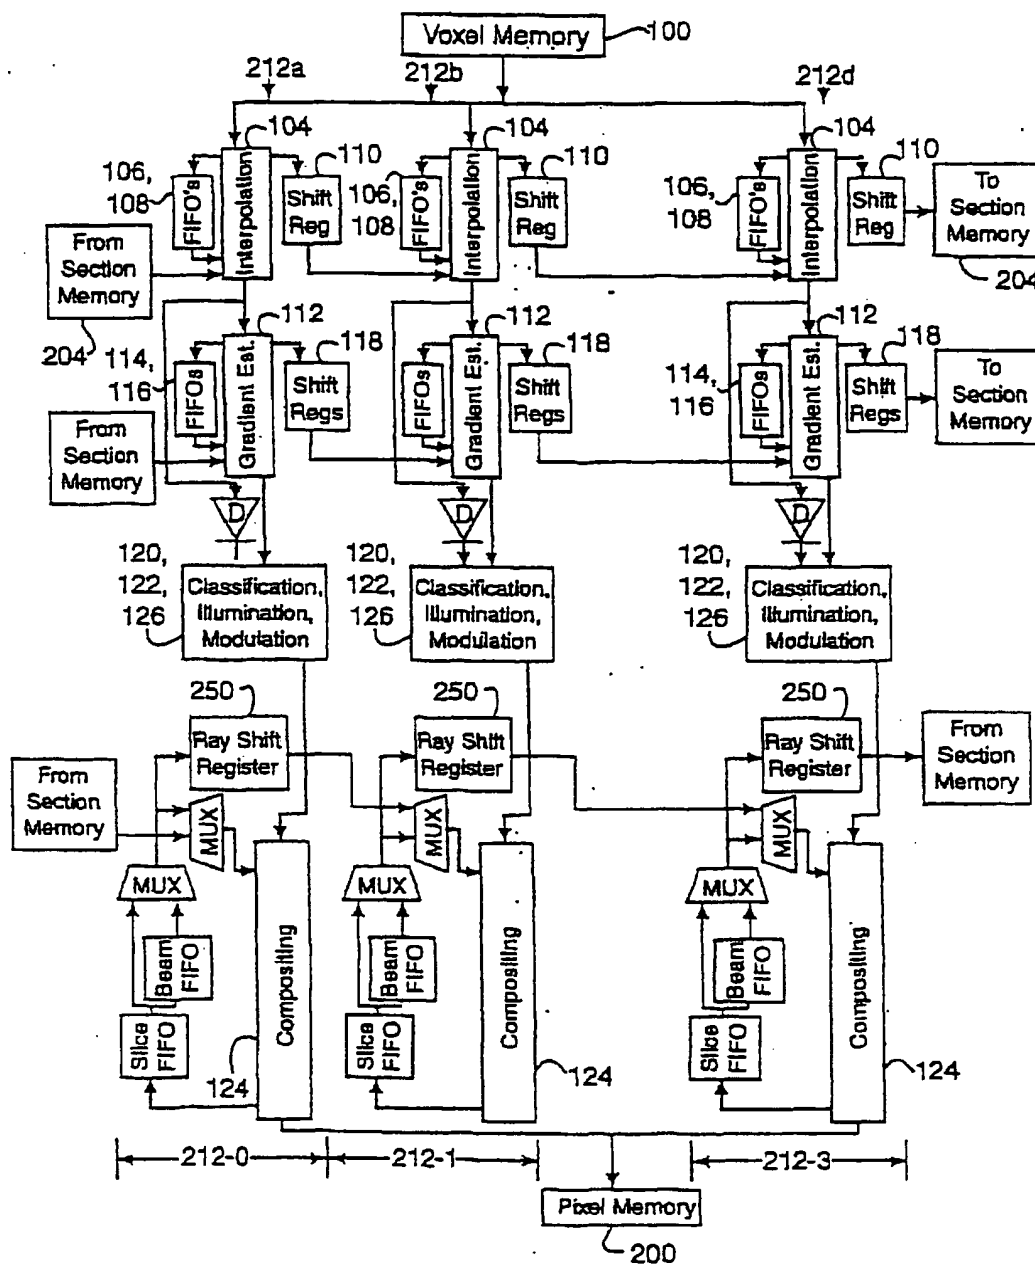 Voxel Memory
100
212a
212b
212d
104
104
104
106,
108
FIFO's
Interpolation
110
Shift
Reg
106,
108
FIFO's
Interpolation
110
Shift
Reg
106,
108
FIFO's
Interpolation
110
Shift
Reg
To
Section
Memory
204
From
Section
Memory
204
112
112
112
114,
116
FIFOs
Gradient Est.
118
Shift
Regs
FIFOs
Gradient Est.
118
Shift
Regs
114,
116
FIFOs
Gradient Est.
118
Shift
Regs
To
Section
Memory
From
Section
Memory
D
D
D
120,
122,
126
Classification,
Illumination,
Modulation
120,
122,
126
Classification,
Illumination,
Modulation
120,
122,
126
Classification,
Illumination,
Modulation
250
250
250
Ray Shift
Register
Ray Shift
Register
Ray Shift
Register
From
Section
Memory
From
Section
Memory
MUX
MUX
MUX
MUX
MUX
MUX
Beam
FIFO
Beam
FIFO
Beam
FIFO
Slice
FIFO
Slice
FIFO
Slice
FIFO
Compositing
Compositing
Compositing
124
124
124
212-0
212-1
212-3
Pixel Memory
200